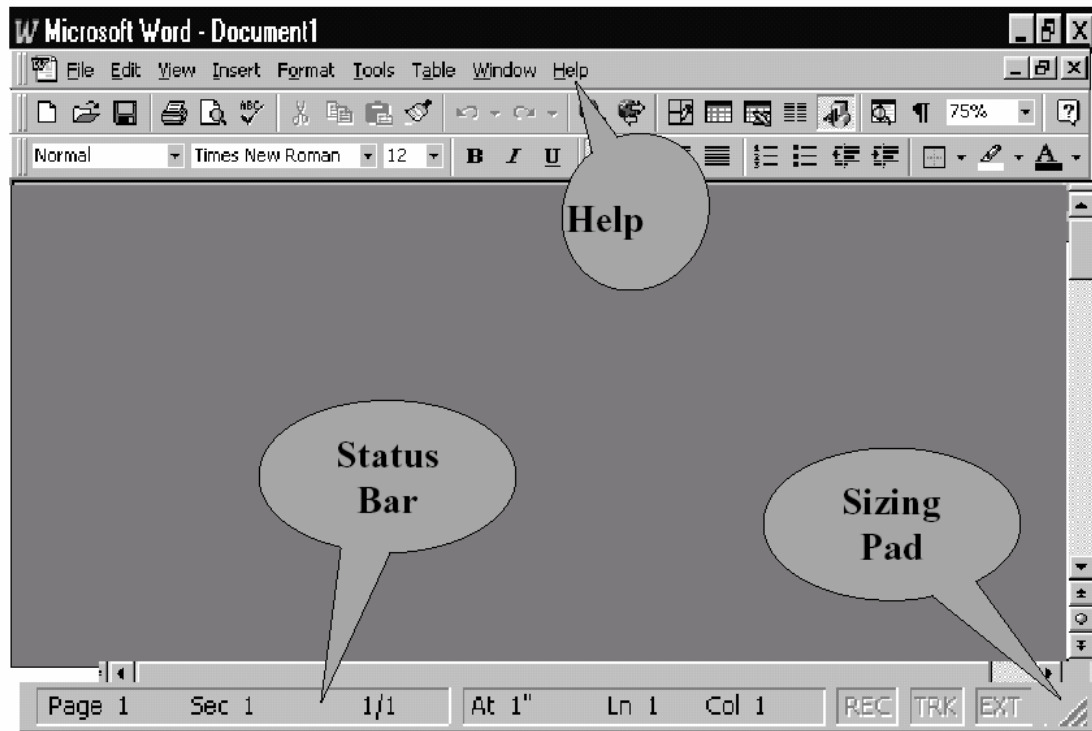 W Microsoft Word - Document1
File Edit View Insert Format Tools Table Window Help
ABC 75%
Normal Times New Roman 12 B I U A
Help
Status
Bar
Sizing
Pad
Page 1 Sec 1 1/1 At 1" Ln 1 Col 1 REC TRK EXT